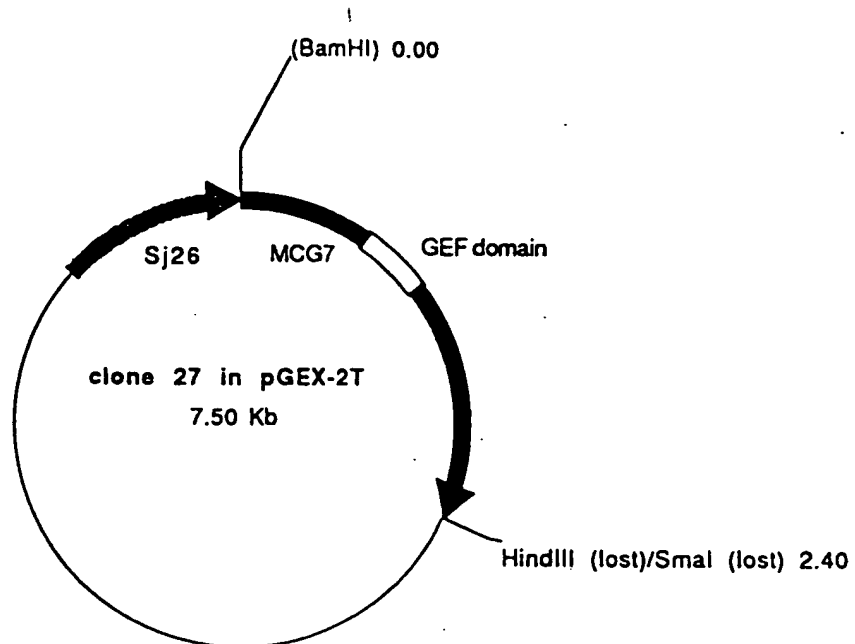 (BamHI) 0.00
Sj26
MCG7
GEF domain
clone 27 in pGEX-2T
7.50 Kb
HindIII (lost)/SmaI (lost) 2.40